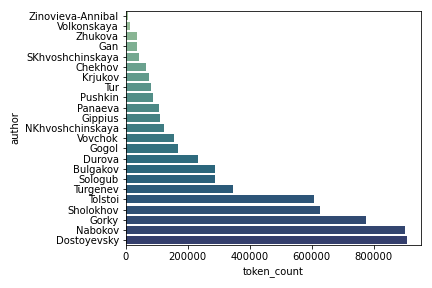 Zinovieva-Annibal
Volkonskaya
Zhukova
Gan
SKhvoshchinskaya
Chekhov
Krjukov
Tur
Pushkin
Panaeva
Gippius
NKhvoshchinskaya
Vovchok
Gogol
Durova
Bulgakov
Sologub
Turgenev
Tolstoi
Sholokhov
Gorky
Nabokov
Dostoyevsky
author
0 200000 400000 600000 800000
token_count